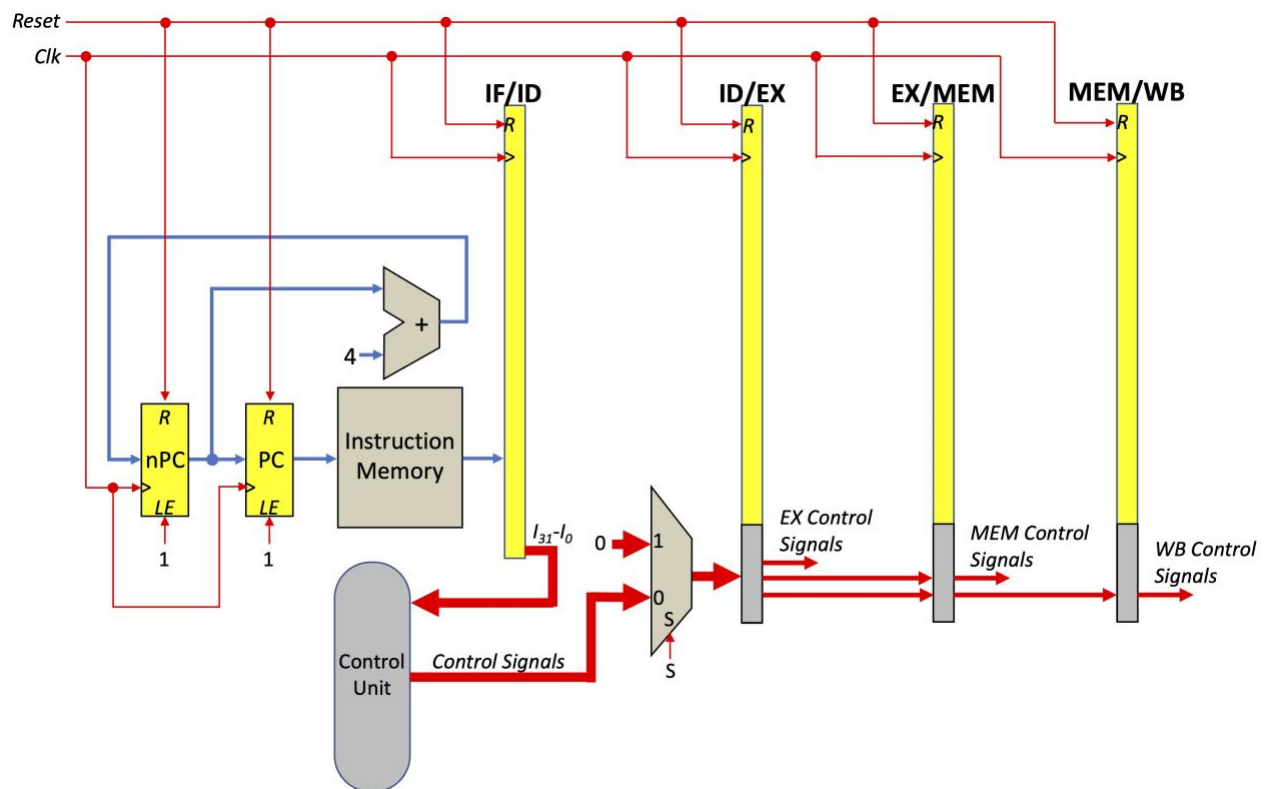 Reset
Clk
IF/ID
ID/EX
EX/MEM
MEM/WB
R
R
R
R
>
>
>
>
+
4
R
nPC
>
LE
1
R
PC
>
LE
1
Instruction
Memory
I31-I0
Control
Unit
Control Signals
0
1
0
S
S
EX Control
Signals
MEM Control
Signals
WB Control
Signals